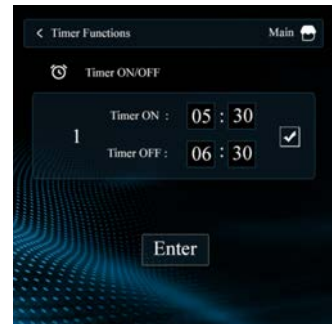 < Timer Functions Main
Timer ON/OFF
Timer ON : 05 : 30
1
Timer OFF : 06 : 30
Enter